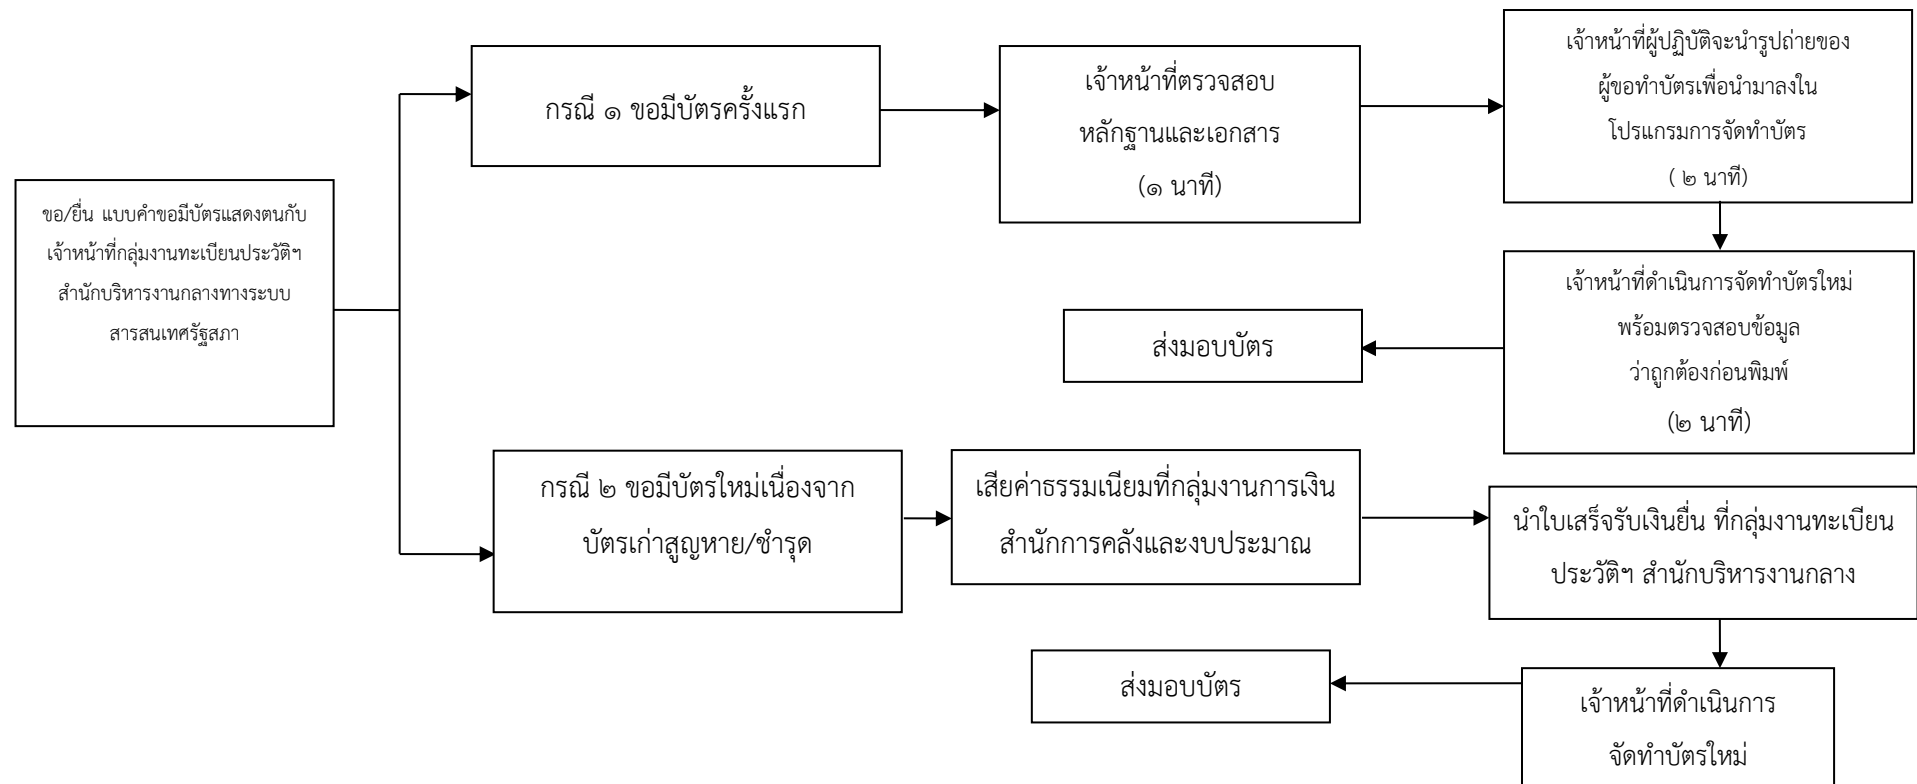 ขอ/ยื่น แบบคำขอมีบัตรแสดงตนกับ
เจ้าหน้าที่กลุ่มงานทะเบียนประวัติฯ
สำนักบริหารงานกลางทางระบบ
สารสนเทศรัฐสภา
กรณี ๑ ขอมีบัตรครั้งแรก
เจ้าหน้าที่ตรวจสอบ
หลักฐานและเอกสาร
(๑ นาที)
เจ้าหน้าที่ผู้ปฏิบัติจะนำรูปถ่ายของ
ผู้ขอทำบัตรเพื่อนำมาลงใน
โปรแกรมการจัดทำบัตร
( ๒ นาที)
เจ้าหน้าที่ดำเนินการจัดทำบัตรใหม่
พร้อมตรวจสอบข้อมูล
ว่าถูกต้องก่อนพิมพ์
(๒ นาที)
ส่งมอบบัตร
กรณี ๒ ขอมีบัตรใหม่เนื่องจาก
บัตรเก่าสูญหาย/ชำรุด
เสียค่าธรรมเนียมที่กลุ่มงานการเงิน
สำนักการคลังและงบประมาณ
นำใบเสร็จรับเงินยื่น ที่กลุ่มงานทะเบียน
ประวัติฯ สำนักบริหารงานกลาง
เจ้าหน้าที่ดำเนินการ
จัดทำบัตรใหม่
ส่งมอบบัตร